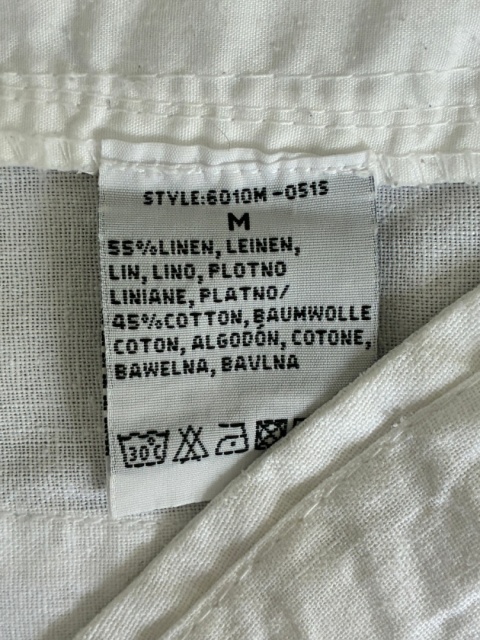 STYLE:6010M-0515
M
55%LINEN, LEINEN,
LIN, LINO, PLOTNO
LINIANE, PLATNO/
45%COTTON, BAUMWOLLE
COTON, ALGODÓN, COTONE,
BAWELNA, BAVLNA
30°C